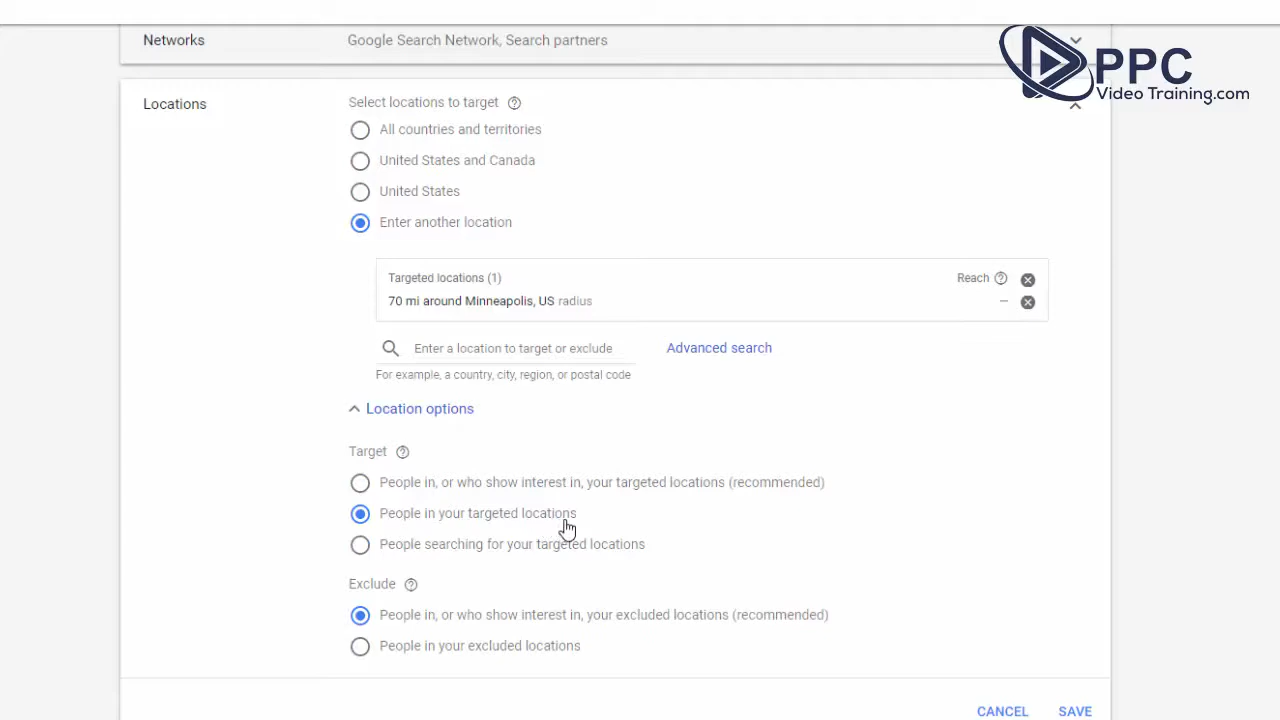 Networks Google Search Network, Search partners
PPC
Video Training.com
Locations
Select locations to target
All countries and territories
United States and Canada
United States
Enter another location
Targeted locations (1) Reach
70 mi around Minneapolis, US radius –
Enter a location to target or exclude Advanced search
For example, a country, city, region, or postal code
Location options
Target
People in, or who show interest in, your targeted locations (recommended)
People in your targeted locations
People searching for your targeted locations
Exclude
People in, or who show interest in, your excluded locations (recommended)
People in your excluded locations
CANCEL SAVE